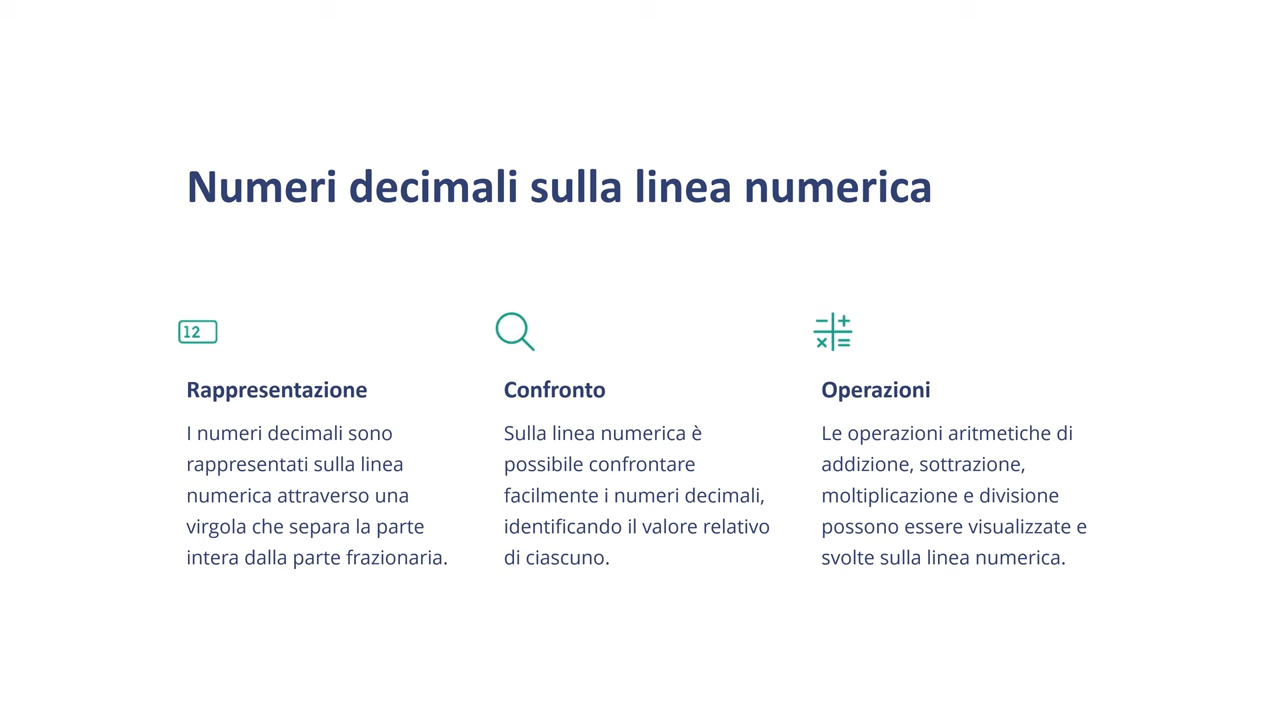 Numeri decimali sulla linea numerica
12
Rappresentazione
I numeri decimali sono
rappresentati sulla linea
numerica attraverso una
virgola che separa la parte
intera dalla parte frazionaria.
Confronto
Sulla linea numerica è
possibile confrontare
facilmente i numeri decimali,
identificando il valore relativo
di ciascuno.
Operazioni
Le operazioni aritmetiche di
addizione, sottrazione,
moltiplicazione e divisione
possono essere visualizzate e
svolte sulla linea numerica.